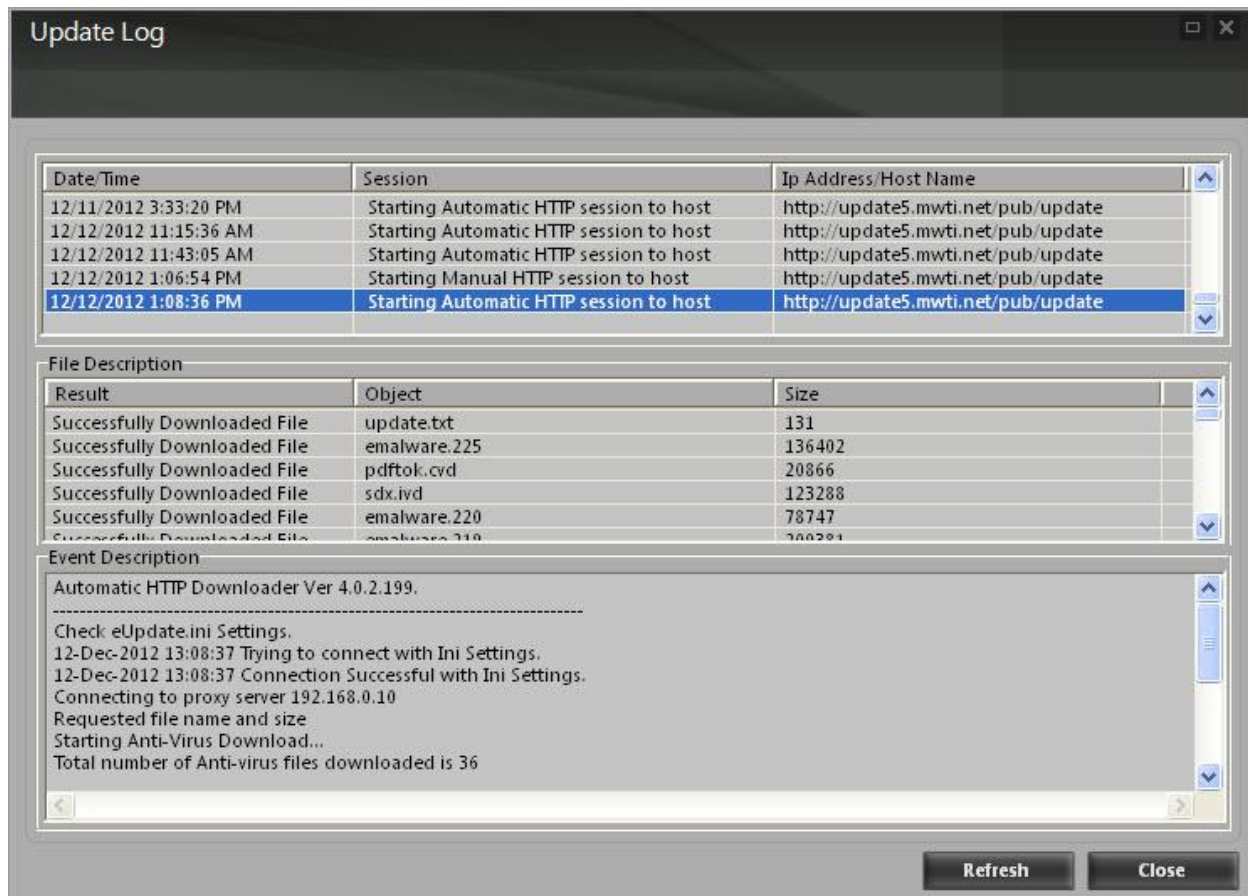 Update Log
Date/Time Session Ip Address/Host Name
12/11/2012 3:33:20 PM Starting Automatic HTTP session to host http://update5.mwti.net/pub/update
12/12/2012 11:15:36 AM Starting Automatic HTTP session to host http://update5.mwti.net/pub/update
12/12/2012 11:43:05 AM Starting Automatic HTTP session to host http://update5.mwti.net/pub/update
12/12/2012 1:06:54 PM Starting Manual HTTP session to host http://update5.mwti.net/pub/update
12/12/2012 1:08:36 PM Starting Automatic HTTP session to host http://update5.mwti.net/pub/update
File Description
Result Object Size
Successfully Downloaded File update.txt 131
Successfully Downloaded File emalware.225 136402
Successfully Downloaded File pdftok.cvd 20866
Successfully Downloaded File sdx.ivd 123288
Successfully Downloaded File emalware.220 78747
Successfully Downloaded File emalware.219
Event Description
Automatic HTTP Downloader Ver 4.0.2.199.
--------------------------------------------------------------------------------
Check eUpdate.ini Settings.
12-Dec-2012 13:08:37 Trying to connect with Ini Settings.
12-Dec-2012 13:08:37 Connection Successful with Ini Settings.
Connecting to proxy server 192.168.0.10
Requested file name and size
Starting Anti-Virus Download...
Total number of Anti-virus files downloaded is 36
Refresh Close